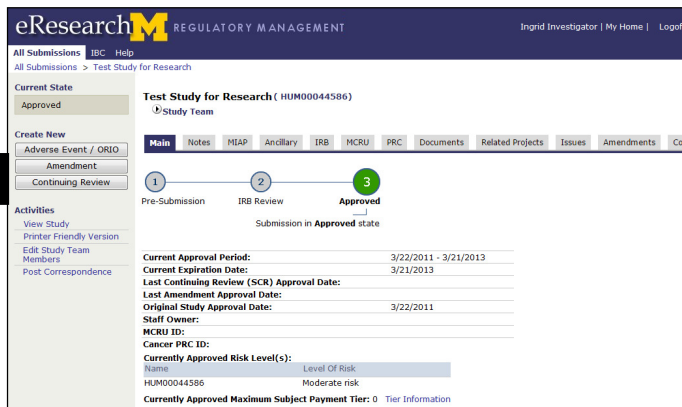 eResearch M REGULATORY MANAGEMENT
Ingrid Investigator | My Home | Logof
All Submissions IBC Help
All Submissions > Test Study for Research
Current State
Approved
Create New
Adverse Event / ORIO
Amendment
Continuing Review
Activities
View Study
Printer Friendly Version
Edit Study Team
Members
Post Correspondence
Test Study for Research ( HUM00044586)
Study Team
Main Notes MIAP Ancillary IRB MCRU PRC Documents Related Projects Issues Amendments Co
1 2 3
Pre-Submission IRB Review Approved
Submission in Approved state
Current Approval Period: 3/22/2011 - 3/21/2013
Current Expiration Date: 3/21/2013
Last Continuing Review (SCR) Approval Date:
Last Amendment Approval Date:
Original Study Approval Date: 3/22/2011
Staff Owner:
MCRU ID:
Cancer PRC ID:
Currently Approved Risk Level(s):
Name Level Of Risk
HUM00044586 Moderate risk
Currently Approved Maximum Subject Payment Tier: 0 Tier Information